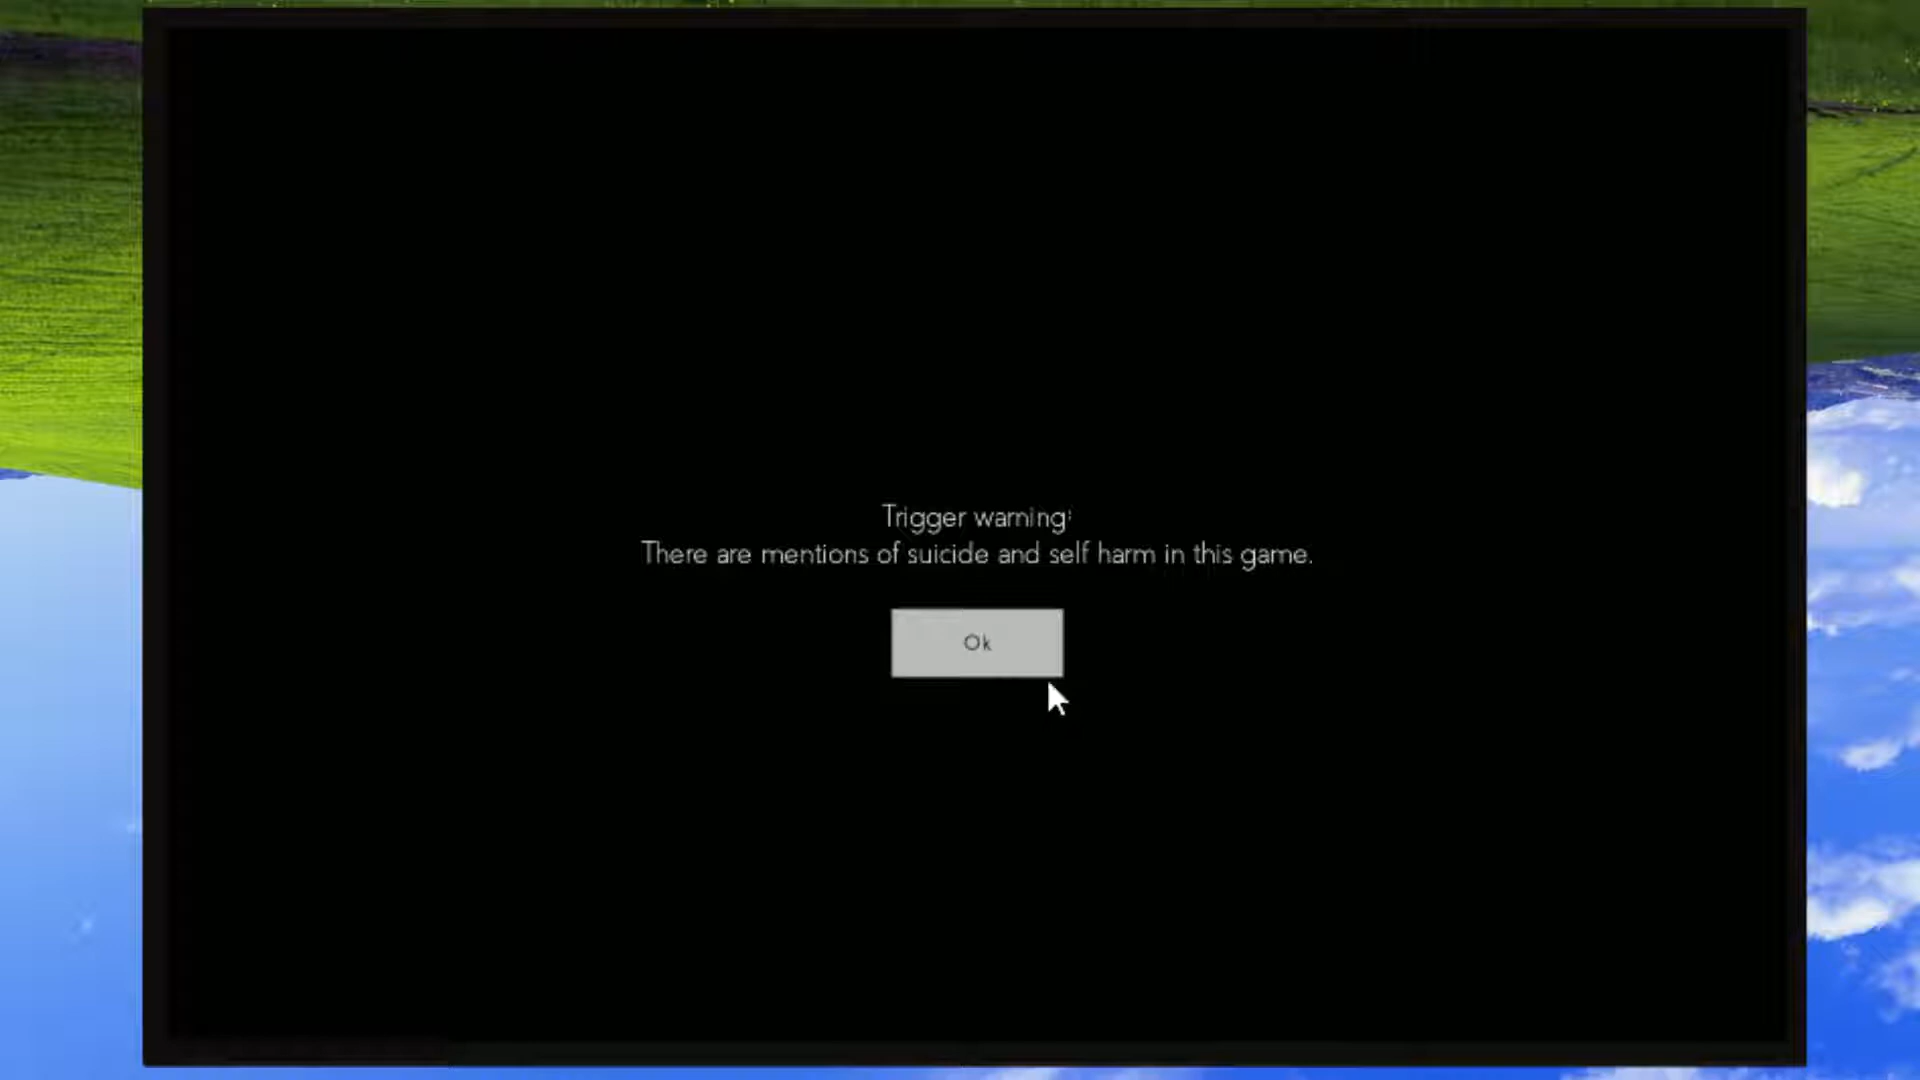 Trigger warning:
There are mentions of suicide and self harm in this game.
Ok